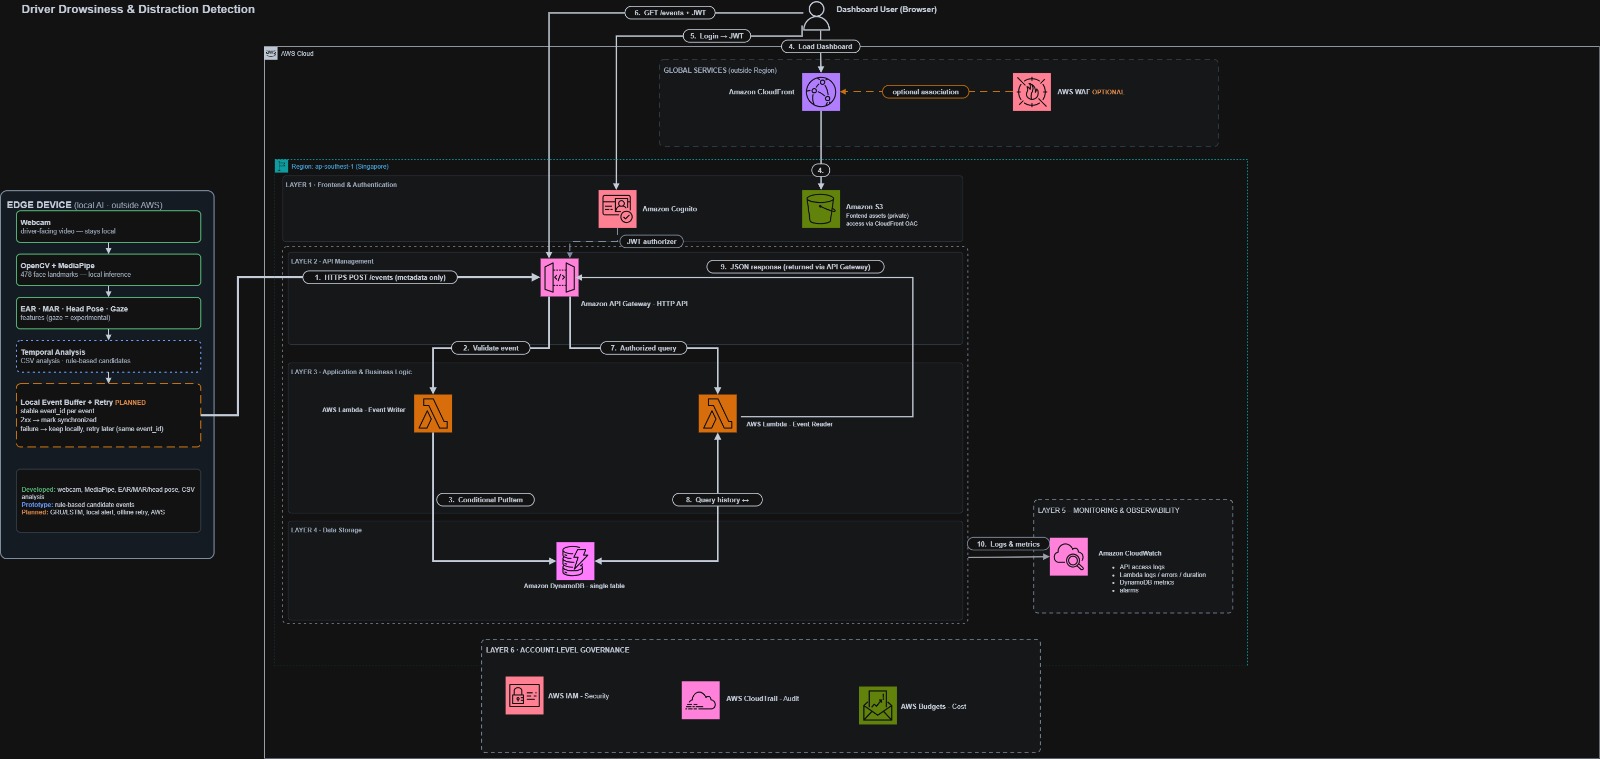 Driver Drowsiness & Distraction Detection
6. GET /events + JWT
Dashboard User (Browser)
5. Login → JWT
4. Load Dashboard
AWS Cloud
GLOBAL SERVICES (outside Region)
Amazon CloudFront
optional association
AWS WAF OPTIONAL
Region: ap-southest-1 (Singapore)
4.
LAYER 1 - Frontend & Authentication
Amazon Cognito
Amazon S3
Fontend assets (private)
access via CloudFront OAC
EDGE DEVICE (local AI · outside AWS)
Webcam
driver-facing video — stays local
OpenCV + MediaPipe
478 face landmarks — local inference
EAR · MAR · Head Pose · Gaze
features (gaze = experimental)
Temporal Analysis
CSV analysis · rule-based candidates
Local Event Buffer + Retry PLANNED
stable event_id per event
2xx → mark synchronized
failure → keep locally, retry later (same event_id)
Developed: webcam, MediaPipe, EAR/MAR/head pose, CSV
analysis
Prototype: rule-based candidate events
Planned: GRU/LSTM, local alert, offline retry, AWS
JWT authorizer
LAYER 2 - API Management
1. HTTPS POST /events (metadata only)
9. JSON response (returned via API Gateway)
Amazon API Gateway - HTTP API
2. Validate event
7. Authorized query
LAYER 3 - Application & Business Logic
AWS Lambda - Event Writer
AWS Lambda - Event Reader
3. Conditional PutItem
8. Query history ↔
LAYER 4 - Data Storage
Amazon DynamoDB - single table
10. Logs & metrics
LAYER 5 - MONITORING & OBSERVABILITY
Amazon CloudWatch
• API access logs
• Lambda logs / errors / duration
• DynamoDB metrics
• alarms
LAYER 6 · ACCOUNT-LEVEL GOVERNANCE
AWS IAM - Security
AWS CloudTrail - Audit
AWS Budgets - Cost